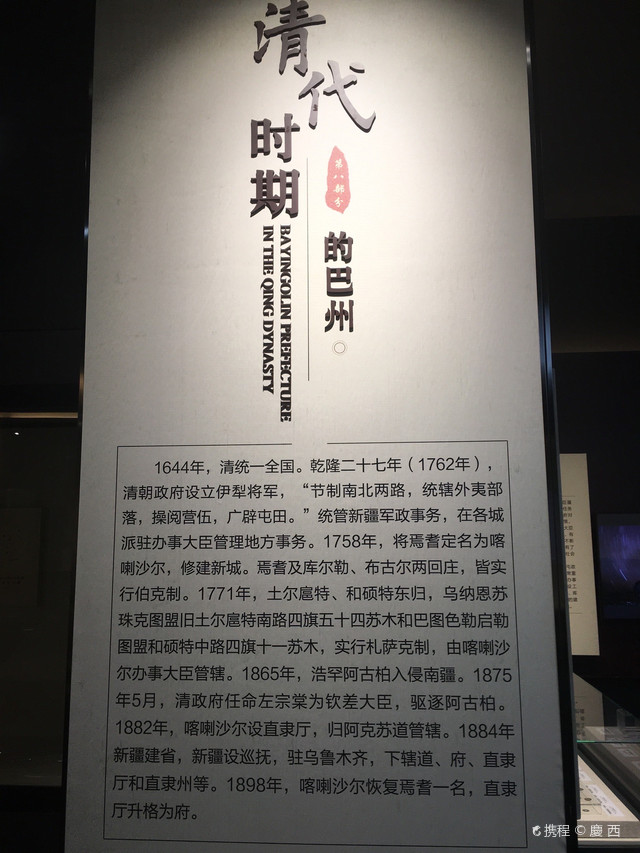 清代
时期
第八部分
的巴州
BAYINGOLIN PREFECTURE
IN THE QING DYNASTY
1644年，清统一全国。乾隆二十七年（1762年），
清朝政府设立伊犁将军，“节制南北两路，统辖外夷部
落，操阅营伍，广辟屯田。”统管新疆军政事务，在各城
派驻办事大臣管理地方事务。1758年，将焉耆定名为喀
喇沙尔，修建新城。焉耆及库尔勒、布古尔两回庄，皆实
行伯克制。1771年，土尔扈特、和硕特东归，乌纳恩苏
珠克图盟旧土尔扈特南路四旗五十四苏木和巴图色勒启勒
图盟和硕特中路四旗十一苏木，实行札萨克制，由喀喇沙
尔办事大臣管辖。1865年，浩罕阿古柏入侵南疆。1875
年5月，清政府任命左宗棠为钦差大臣，驱逐阿古柏。
1882年，喀喇沙尔设直隶厅，归阿克苏道管辖。1884年
新疆建省，新疆设巡抚，驻乌鲁木齐，下辖道、府、直隶
厅和直隶州等。1898年，喀喇沙尔恢复焉耆一名，直隶
厅升格为府。
携程 © 慶西